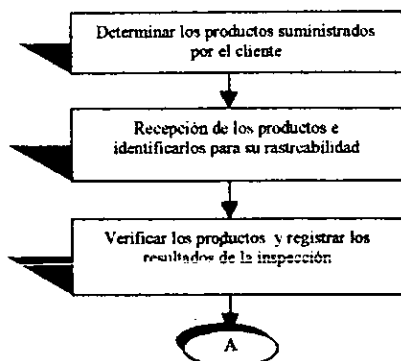 Determinar los productos suministrados
por el cliente
Recepción de los productos e
identificarlos para su rastreabilidad
Verificar los productos y registrar los
resultados de la inspección
A